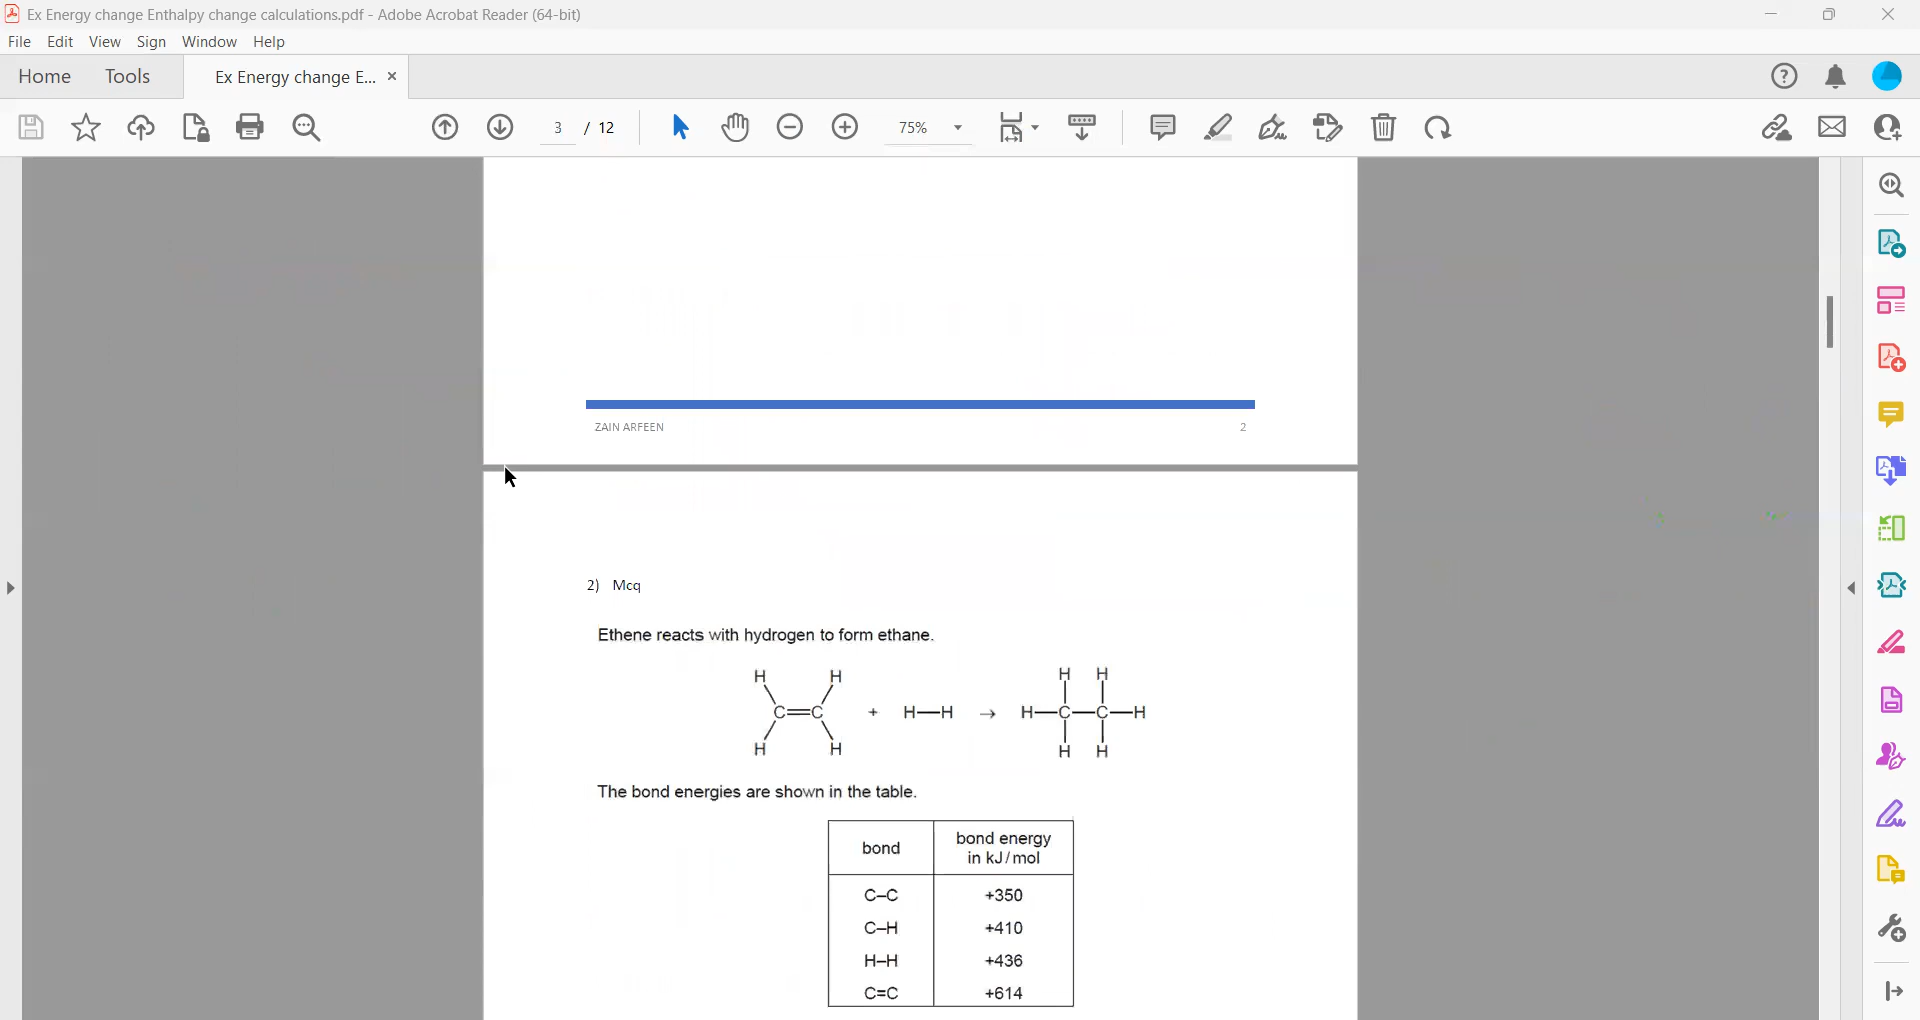 Ex Energy change Enthalpy change calculations.pdf - Adobe Acrobat Reader (64-bit)
File Edit View Sign Window Help
Home Tools Ex Energy change E... ×
3 / 12 75%
ZAIN ARFEEN 2
2) Mcq
Ethene reacts with hydrogen to form ethane.
H H H H
C=C + H—H → H—C—C—H
H H H H
The bond energies are shown in the table.
bond bond energy
in kJ/mol
C–C +350
C–H +410
H–H +436
C=C +614